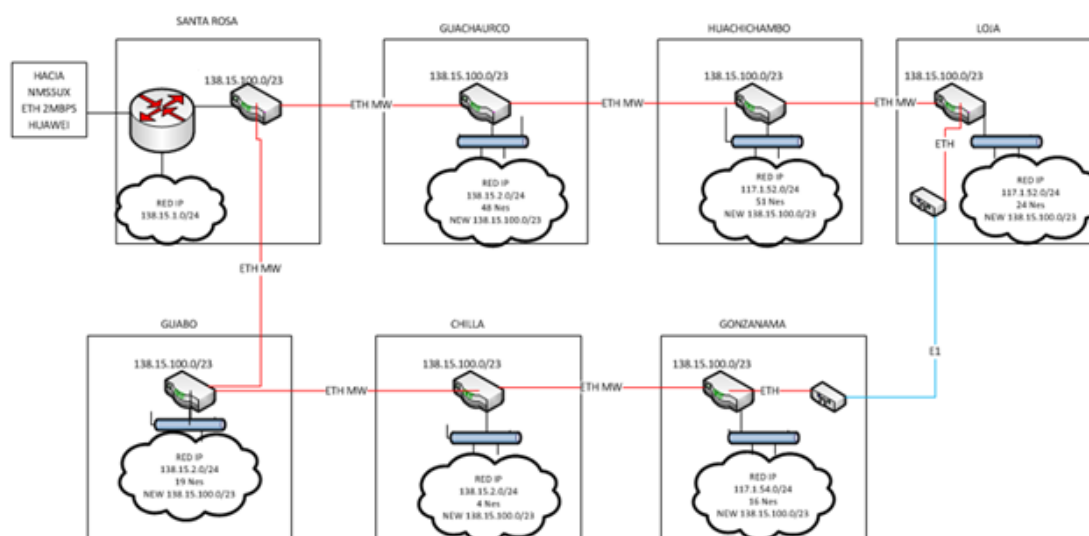 SANTA ROSA
GUACHAURCO
HUACHICHAMBO
LOJA
HACIA
NMS5UX
ETH 2MBPS
HUAWEI
138.15.100.0/23
138.15.100.0/23
138.15.100.0/23
138.15.100.0/23
ETH MW
ETH MW
ETH MW
ETH
RED IP
138.15.1.0/24
RED IP
138.15.2.0/24
48 Nes
NEW 138.15.100.0/23
RED IP
117.1.52.0/24
51 Nes
NEW 138.15.100.0/23
RED IP
117.1.52.0/24
24 Nes
NEW 138.15.100.0/23
ETH MW
E1
GUABO
CHILLA
GONZANAMA
138.15.100.0/23
138.15.100.0/23
138.15.100.0/23
ETH MW
ETH MW
ETH
RED IP
138.15.2.0/24
19 Nes
NEW 138.15.100.0/23
RED IP
138.15.2.0/24
4 Nes
NEW 138.15.100.0/23
RED IP
117.1.54.0/24
16 Nes
NEW 138.15.100.0/23